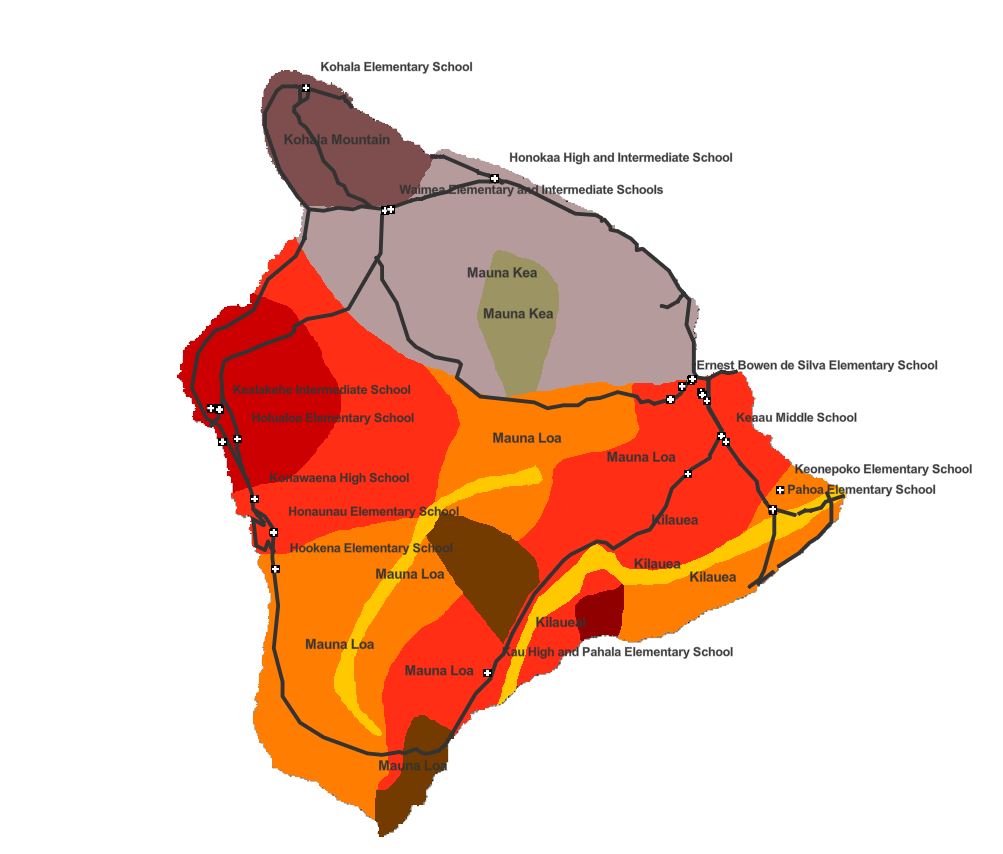 Kohala Elementary School
Kohala Mountain
Honokaa High and Intermediate School
Waimea Elementary and Intermediate Schools
Mauna Kea
Mauna Kea
Ernest Bowen de Silva Elementary School
Kealakehe Intermediate School
Holualoa Elementary School
Keaau Middle School
Mauna Loa
Mauna Loa
Keonepoko Elementary School
Konawaena High School
Pahoa Elementary School
Honaunau Elementary School
Kilauea
Hookena Elementary School
Kilauea
Mauna Loa
Kilauea
Kilauea
Mauna Loa
Kau High and Pahala Elementary School
Mauna Loa
Mauna Loa